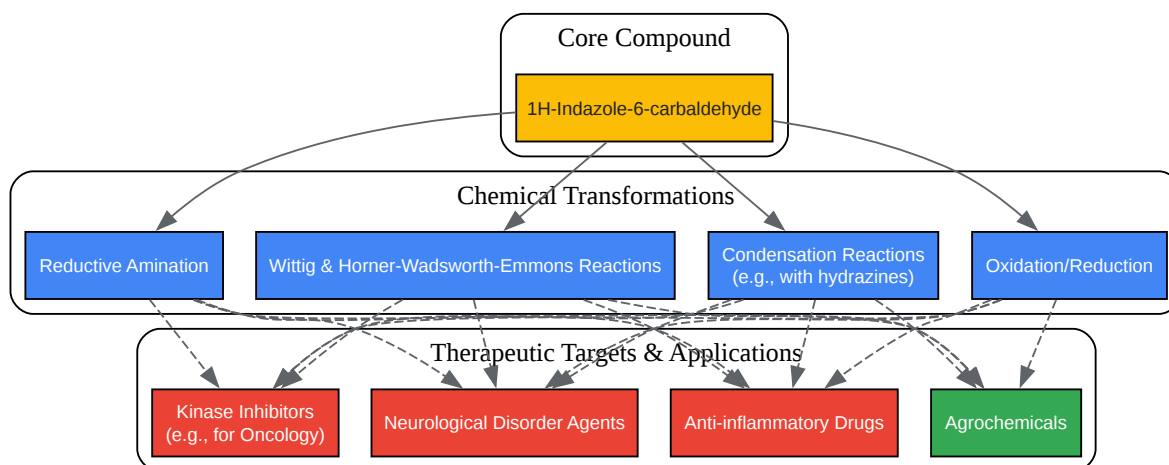 Core Compound
1H-Indazole-6-carbaldehyde
Chemical Transformations
Reductive Amination
Wittig & Horner-Wadsworth-Emmons Reactions
Condensation Reactions
(e.g., with hydrazines)
Oxidation/Reduction
Therapeutic Targets & Applications
Kinase Inhibitors
(e.g., for Oncology)
Neurological Disorder Agents
Anti-inflammatory Drugs
Agrochemicals